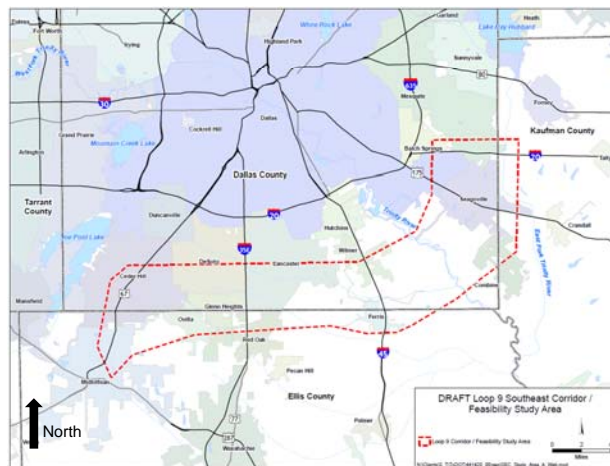 Fort Worth
Irving
White Rock Lake
Highland Park
Garland
Lake Ray Hubbard
Heath
Sunnyvale
80
635
Mesquite
Forney
30
Cockrell Hill
Dallas
Grand Prairie
Mountain Creek Lake
Arlington
Balch Springs
Kaufman County
20
175
Dallas County
Tarrant County
Seagoville
Duncanville
20
Trinity River
Crandall
Joe Pool Lake
Hutchins
35E
Wilmer
East Fork Trinity River
DeSoto
Lancaster
Cedar Hill
Combine
67
Mansfield
Glenn Heights
Ovilla
Ferris
Red Oak
45
Midlothian
Pecan Hill
Ellis County
North
77
287
Waxahachie
Palmer
DRAFT Loop 9 Southeast Corridor /
Feasibility Study Area
Loop 9 Corridor / Feasibility Study Area
Miles